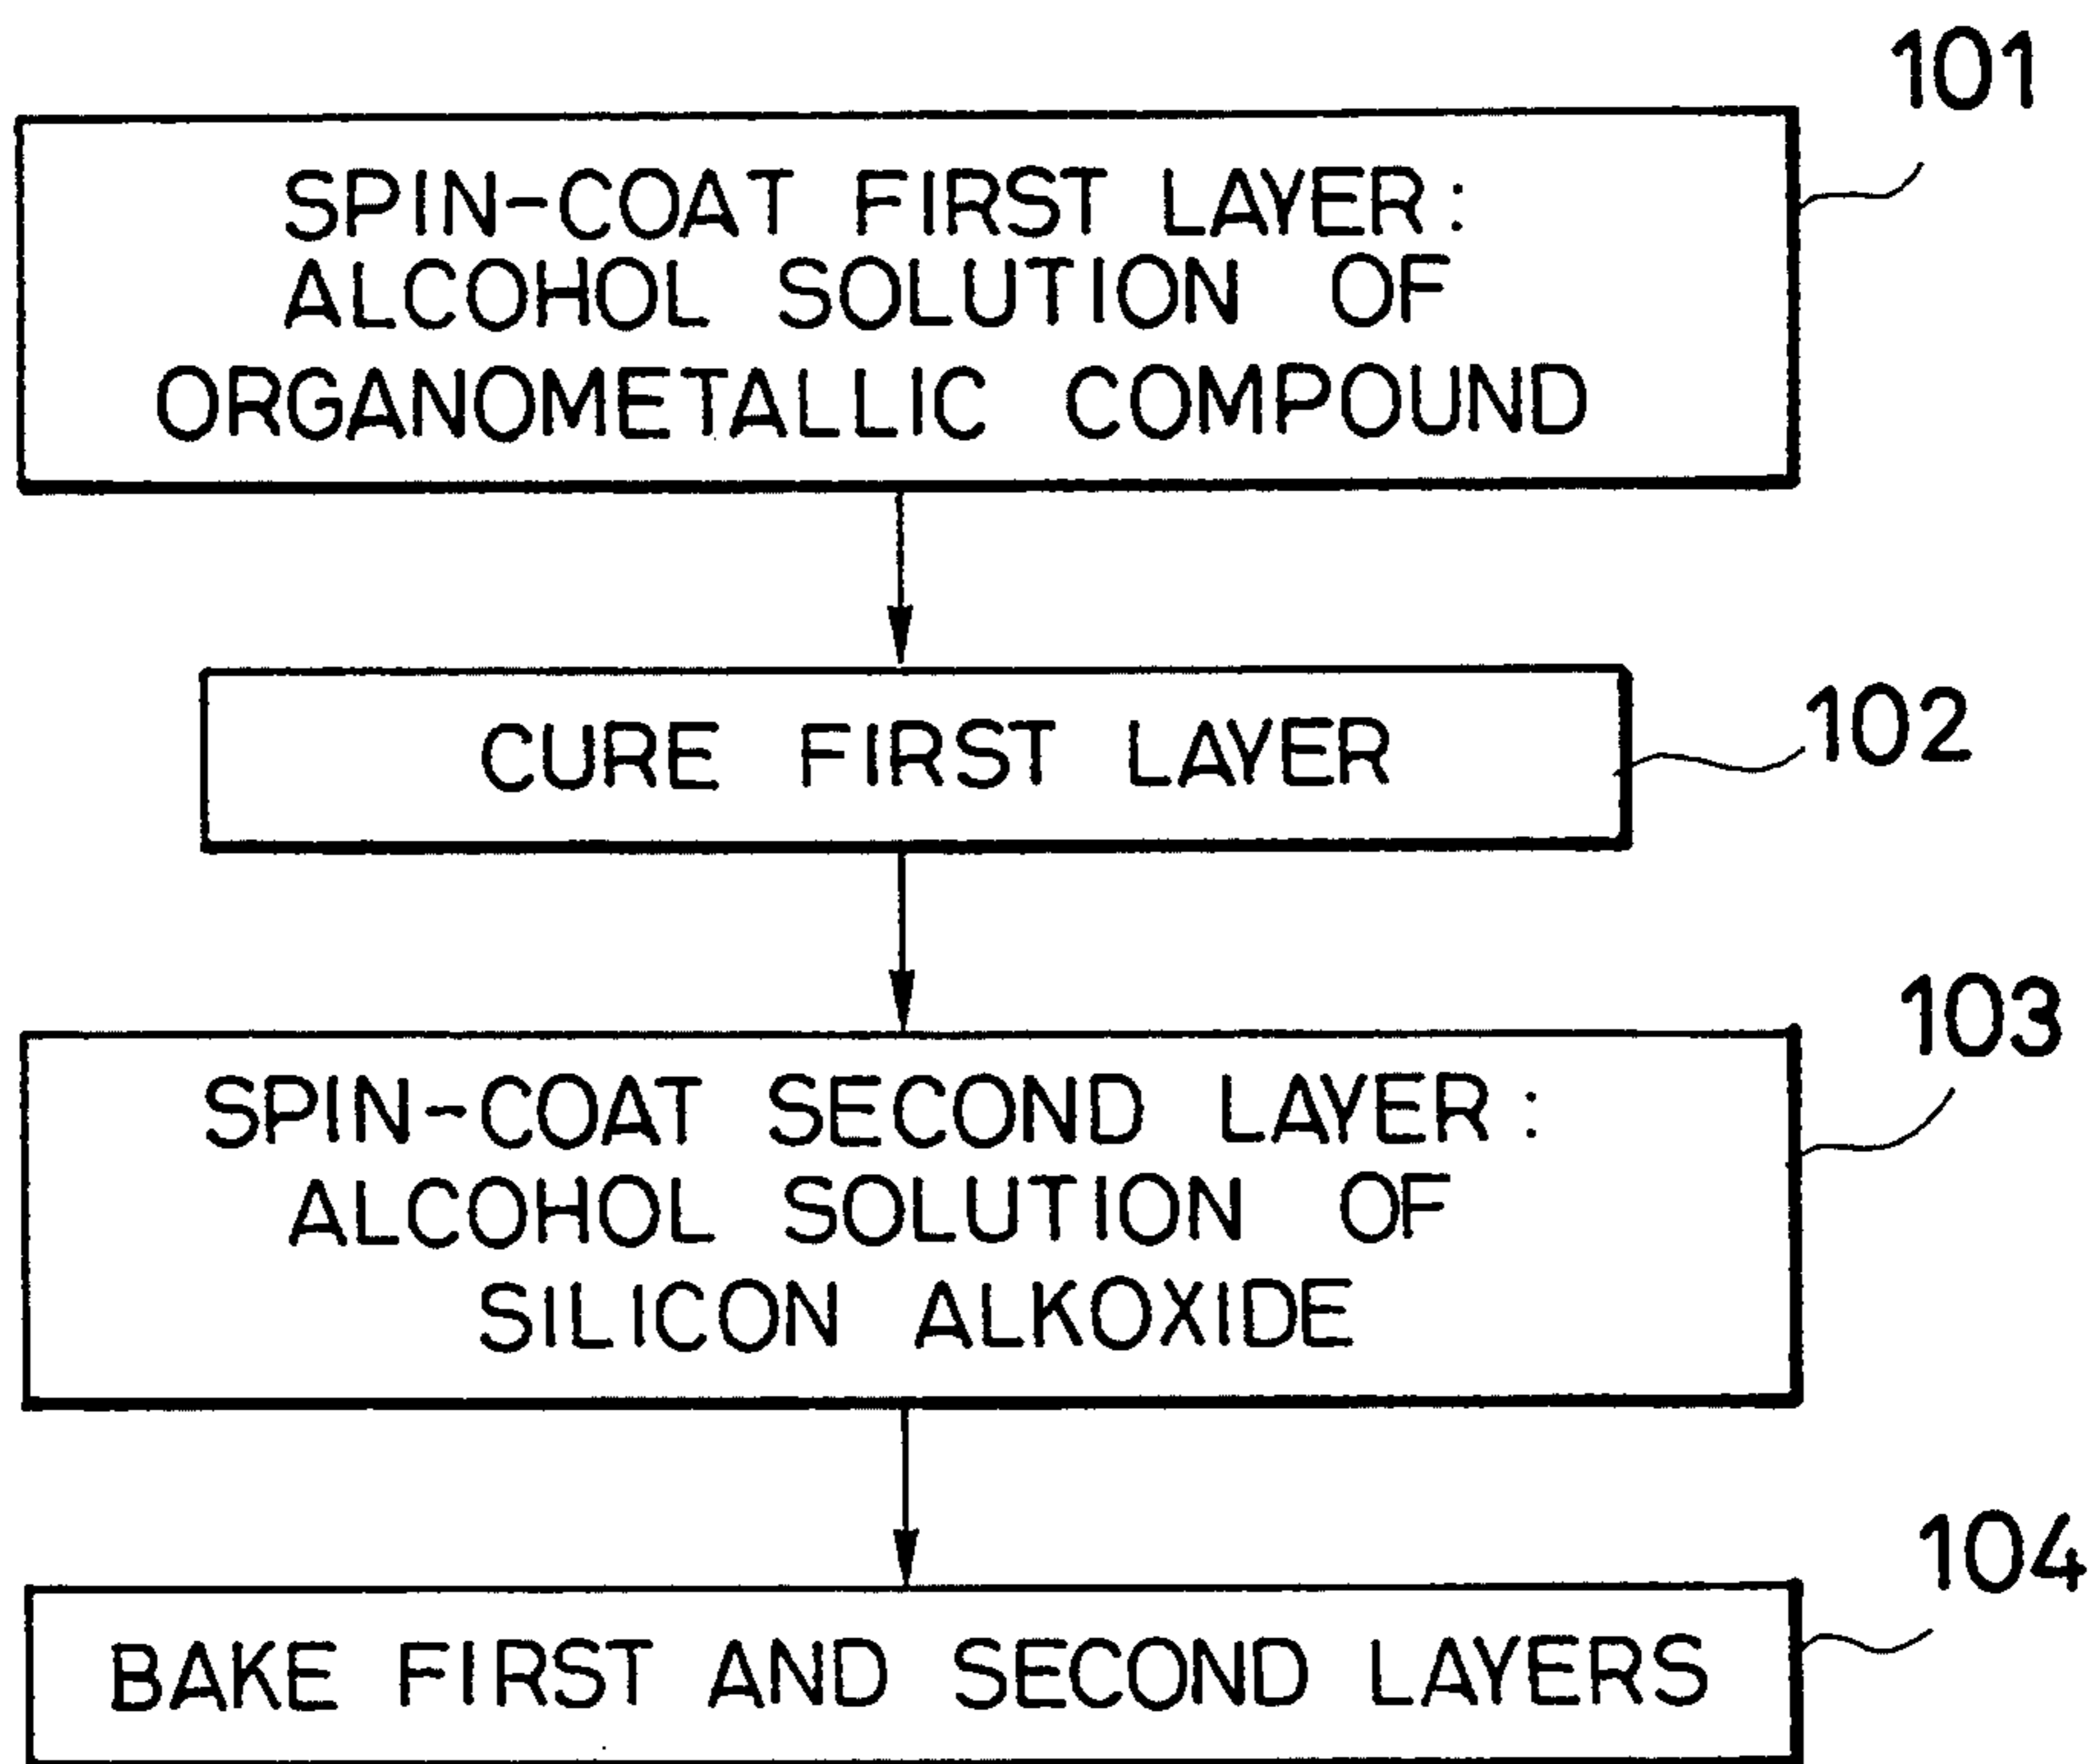 101
SPIN-COAT FIRST LAYER:
ALCOHOL SOLUTION OF
ORGANOMETALLIC COMPOUND
CURE FIRST LAYER
102
103
SPIN-COAT SECOND LAYER:
ALCOHOL SOLUTION OF
SILICON ALKOXIDE
104
BAKE FIRST AND SECOND LAYERS